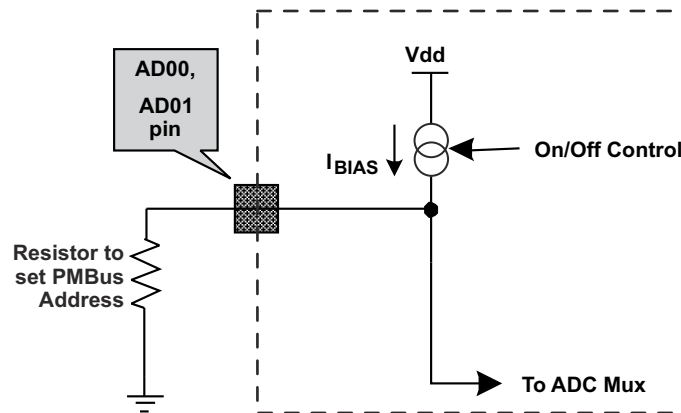 AD00,
AD01
pin
Vdd
IBIAS
On/Off Control
Resistor to
set PMBus
Address
To ADC Mux